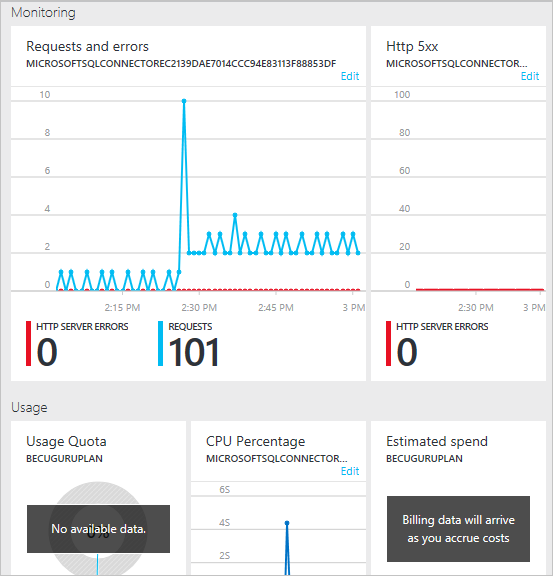 Monitoring
Requests and errors
MICROSOFTSQLCONNECTOREC2139DAE7014CCC94E83113F88853DF
Edit
10
8
6
4
2
0
2:15 PM
2:30 PM
2:45 PM
3 PM
HTTP SERVER ERRORS
0
REQUESTS
101
Http 5xx
MICROSOFTSQLCONNECTOR...
Edit
100
80
60
40
20
0
2:30 PM
3 PM
HTTP SERVER ERRORS
0
Usage
Usage Quota
BECUGURUPLAN
No available data.
0%
CPU Percentage
MICROSOFTSQLCONNECTOR...
Edit
6S
4S
2S
Estimated spend
BECUGURUPLAN
Billing data will arrive
as you accrue costs